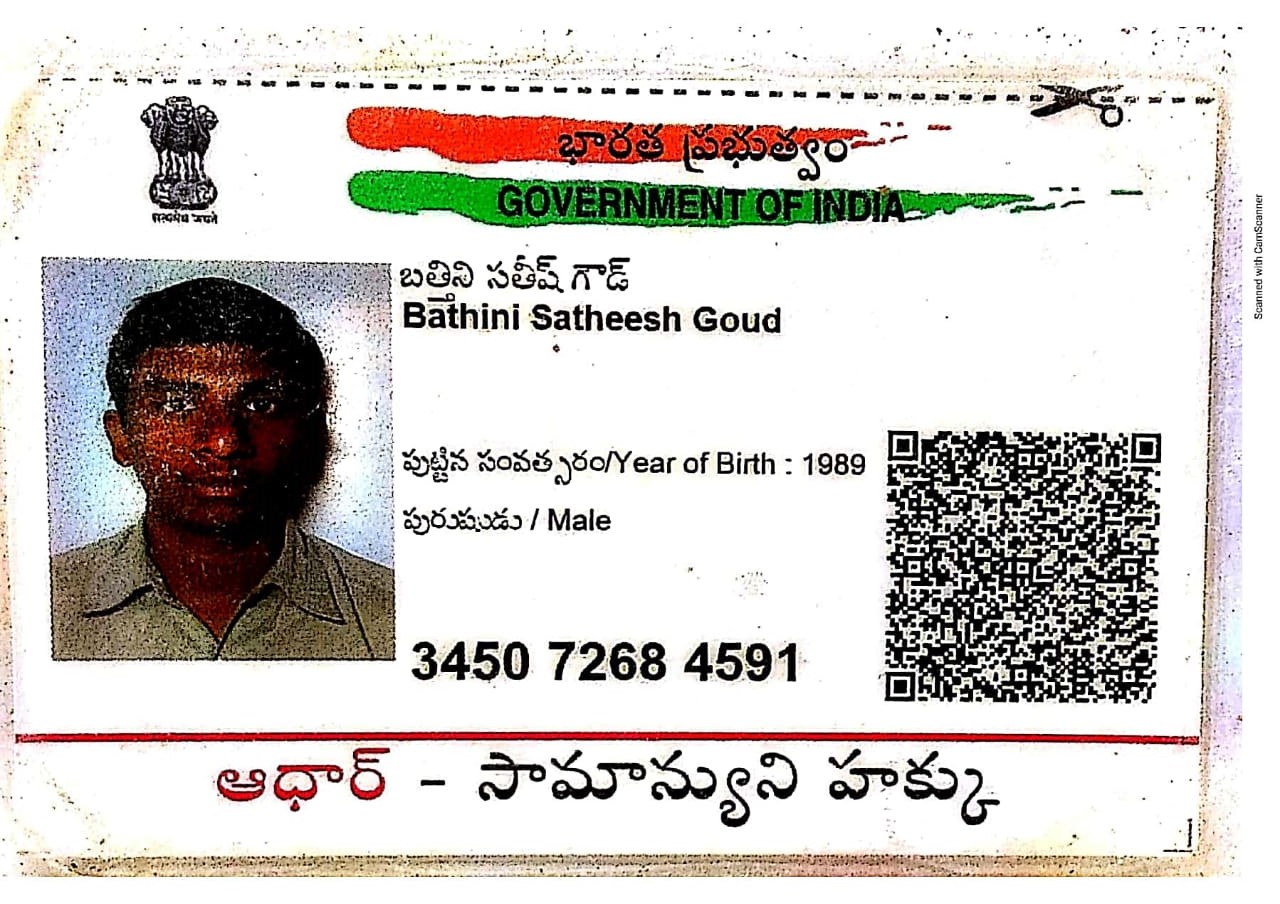 భారత ప్రభుత్వం
GOVERNMENT OF INDIA
सत्यमेव जयते
బత్తిని సతీష్ గౌడ్
Bathini Satheesh Goud
పుట్టిన సంవత్సరం/Year of Birth : 1989
పురుషుడు / Male
3450 7268 4591
ఆధార్ - సామాన్యుని హక్కు
Scanned with CamScanner